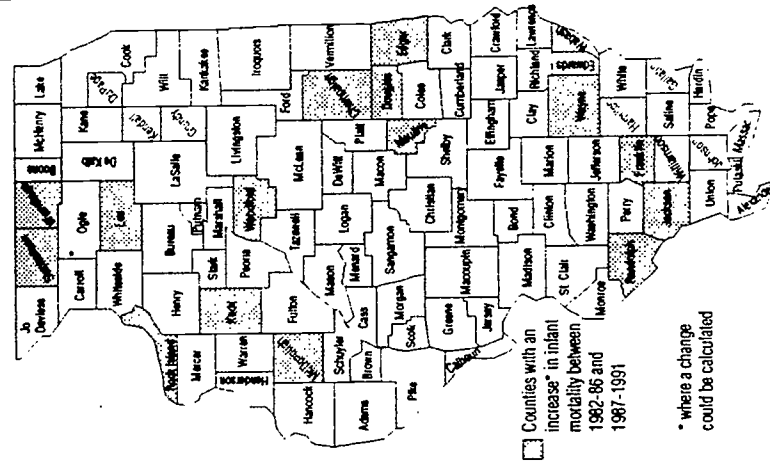 Jo
Daviess
Lake
McHenry
Boone
Carroll
Ogle
De Kalb
Kane
Cook
DuPage
Whiteside
Lee
Kendall
Will
Rock Island
Henry
Bureau
LaSalle
Grundy
Kankakee
Mercer
Putnam
Stark
Marshall
Livingston
Iroquois
Henderson
Warren
Knox
Peoria
Woodford
Ford
Hancock
McDonough
Fulton
Tazewell
McLean
Vermilion
Champaign
Schuyler
Mason
Logan
DeWitt
Piatt
Adams
Brown
Cass
Menard
Macon
Douglas
Edgar
Pike
Scott
Morgan
Sangamon
Christian
Moultrie
Coles
Shelby
Cumberland
Clark
Calhoun
Greene
Jersey
Macoupin
Montgomery
Fayette
Effingham
Jasper
Crawford
Madison
Bond
Clay
Richland
Lawrence
St. Clair
Clinton
Marion
Wayne
Edwards
Wabash
Monroe
Washington
Jefferson
White
Randolph
Perry
Franklin
Hamilton
Jackson
Williamson
Saline
Gallatin
Union
Johnson
Pope
Hardin
Pulaski
Massac
Counties with an
increase* in infant
mortality between
1982-86 and
1987-1991
* where a change
could be calculated